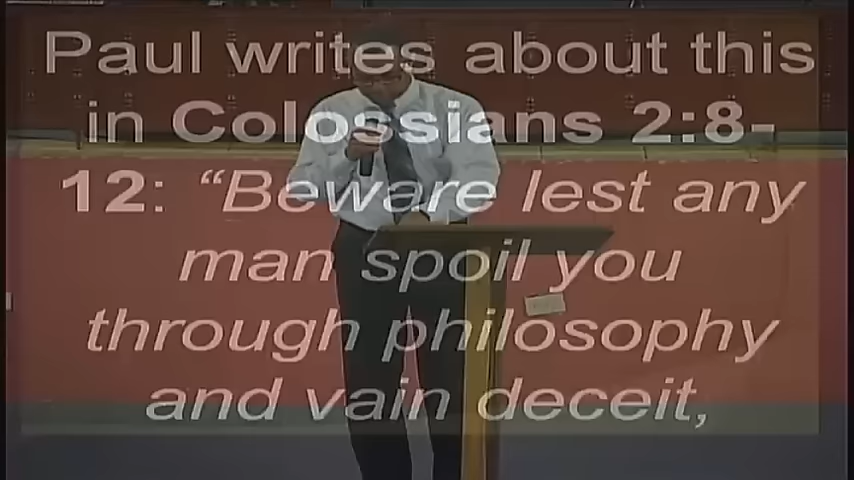 Paul writes about this
in Colossians 2:8-
12: “Beware lest any
man spoil you
through philosophy
and vain deceit,